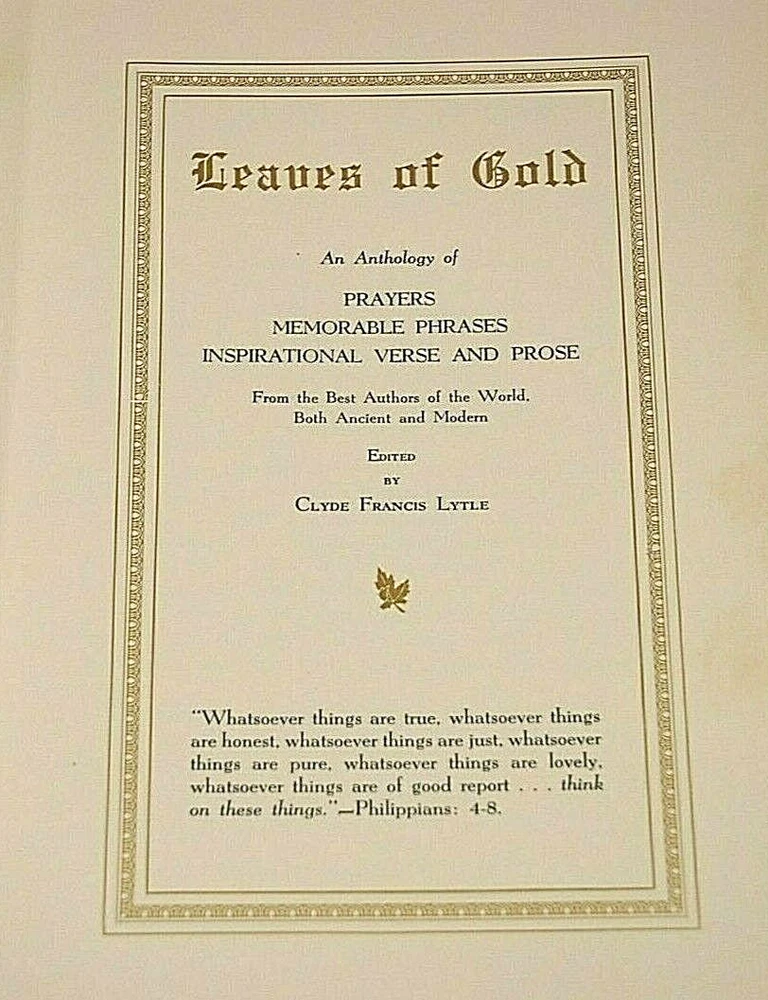 Leaves of Gold
An Anthology of
PRAYERS
MEMORABLE PHRASES
INSPIRATIONAL VERSE AND PROSE
From the Best Authors of the World,
Both Ancient and Modern
EDITED
BY
CLYDE FRANCIS LYTLE
"Whatsoever things are true, whatsoever things
are honest, whatsoever things are just, whatsoever
things are pure, whatsoever things are lovely,
whatsoever things are of good report . . . think
on these things."—Philippians: 4-8.